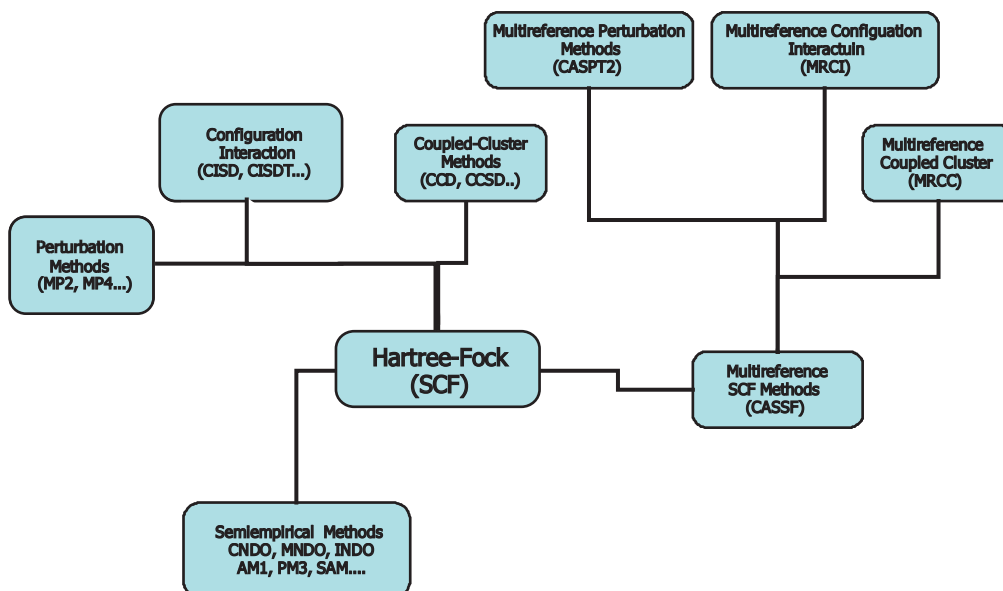 Multireference Perturbation
Methods
(CASPT2)
Multireference Configuation
Interactuin
(MRCI)
Configuration
Interaction
(CISD, CISDT...)
Coupled-Cluster
Methods
(CCD, CCSD..)
Multireference
Coupled Cluster
(MRCC)
Perturbation
Methods
(MP2, MP4...)
Hartree-Fock
(SCF)
Multireference
SCF Methods
(CASSF)
Semiempirical Methods
CNDO, MNDO, INDO
AM1, PM3, SAM....